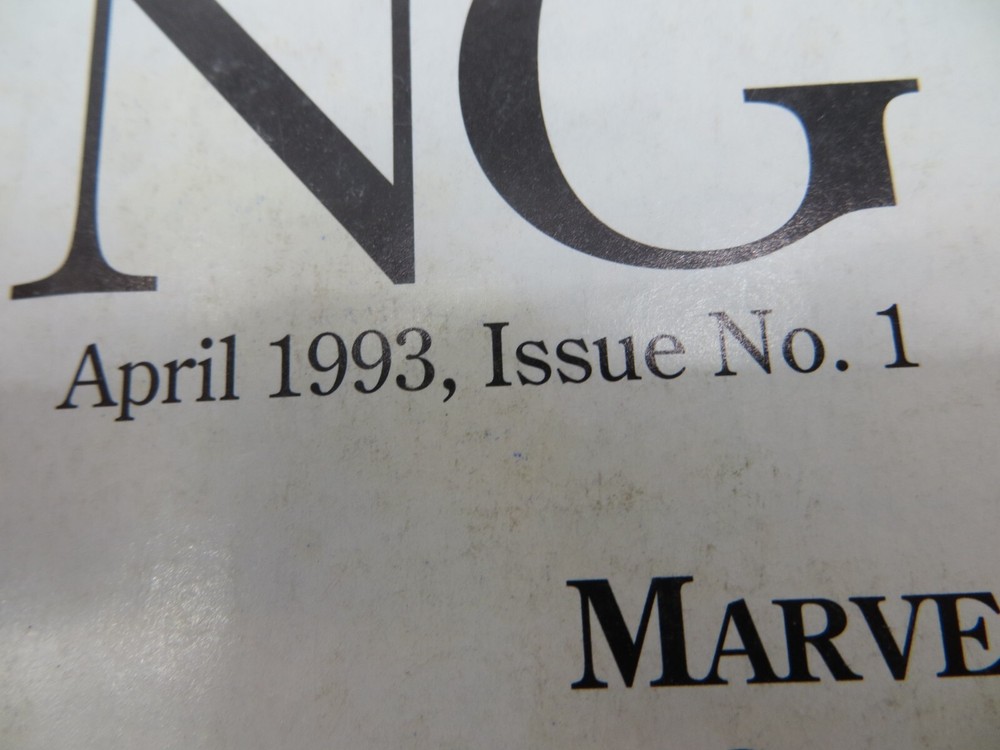 NG
April 1993, Issue No. 1
MARVE